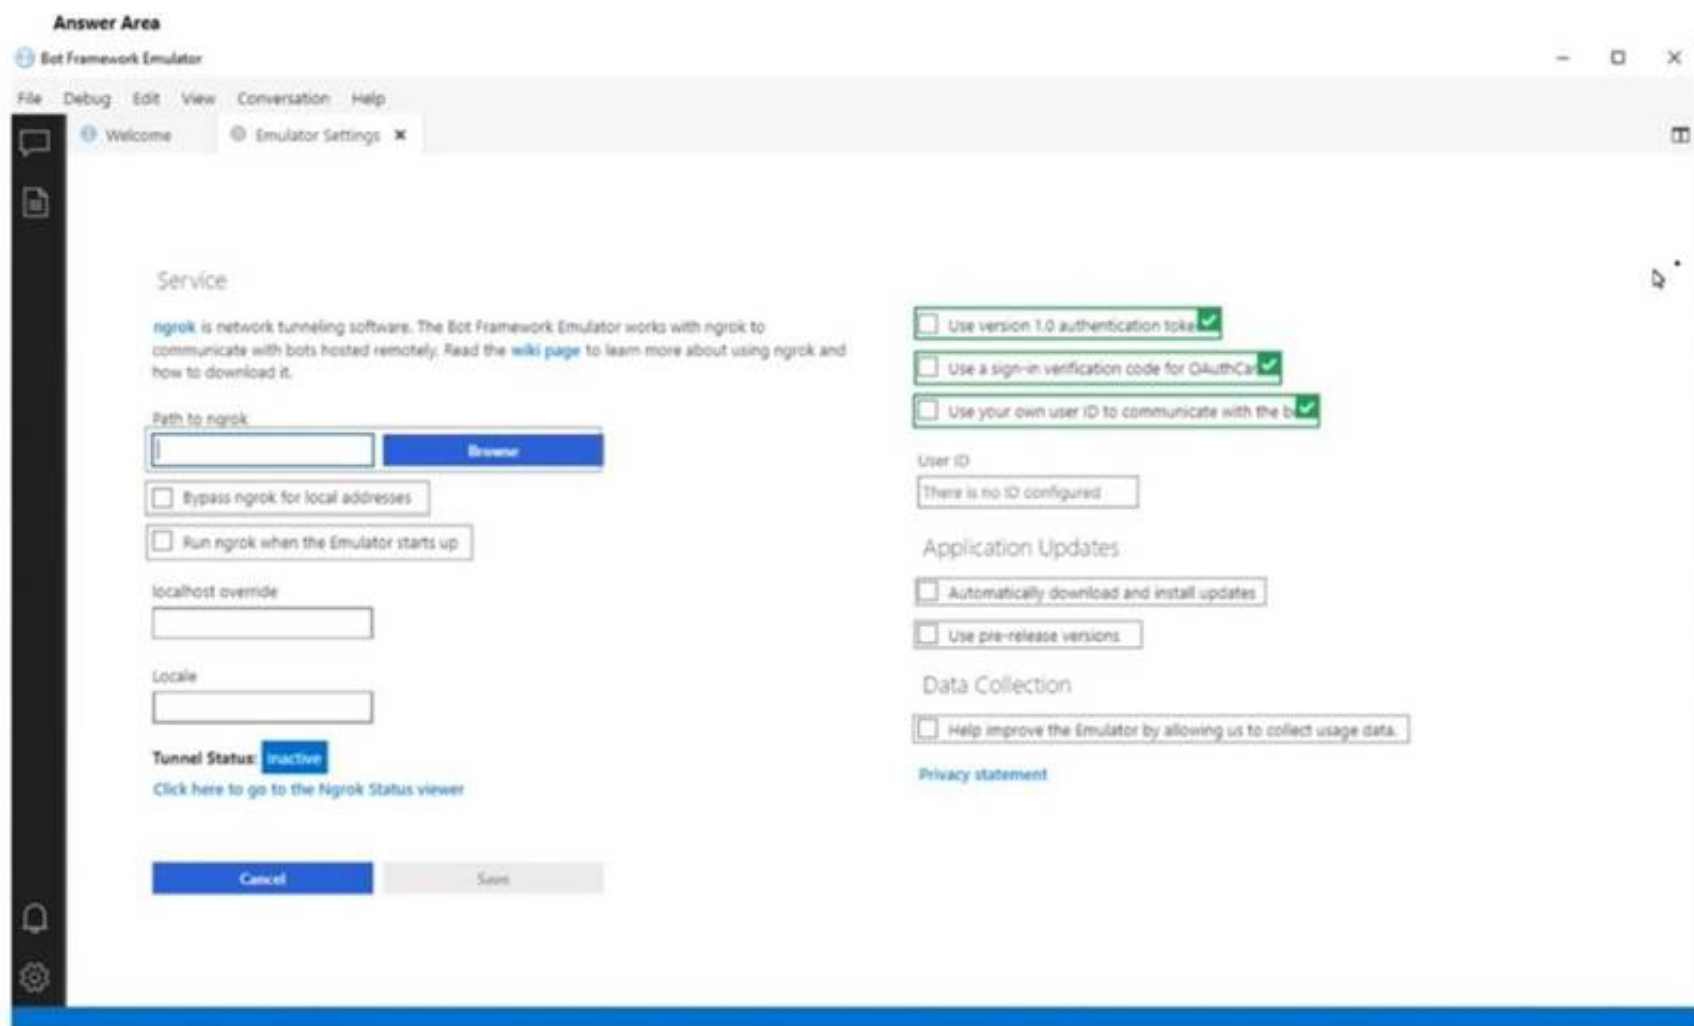 Answer Area
Bot Framework Emulator
File Debug Edit View Conversation Help
Welcome
Emulator Settings
Service
ngrok is network tunneling software. The Bot Framework Emulator works with ngrok to
communicate with bots hosted remotely. Read the wiki page to learn more about using ngrok and
how to download it.
Path to ngrok
Browse
Bypass ngrok for local addresses
Run ngrok when the Emulator starts up
localhost override
Locale
Tunnel Status: Inactive
Click here to go to the Ngrok Status viewer
Cancel
Save
Use version 1.0 authentication toke
Use a sign-in verification code for OAuthCar
Use your own user ID to communicate with the b
User ID
There is no ID configured
Application Updates
Automatically download and install updates
Use pre-release versions
Data Collection
Help improve the Emulator by allowing us to collect usage data.
Privacy statement